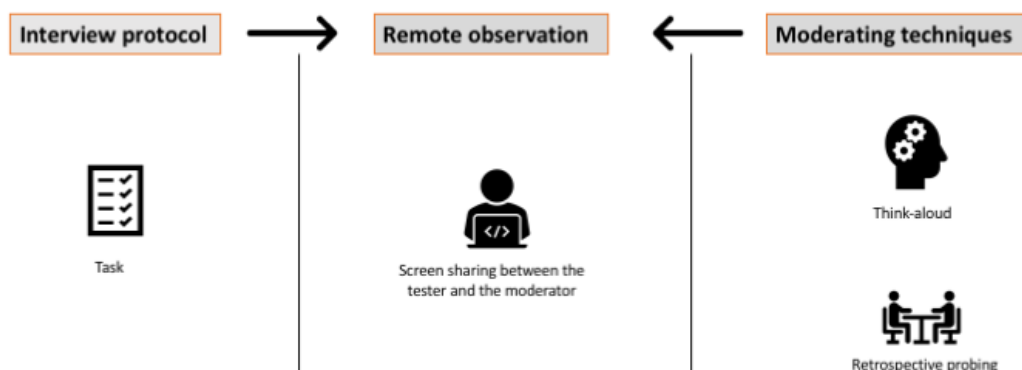 Interview protocol
Remote observation
Moderating techniques
Task
</>
Screen sharing between the
tester and the moderator
Think-aloud
Retrospective probing